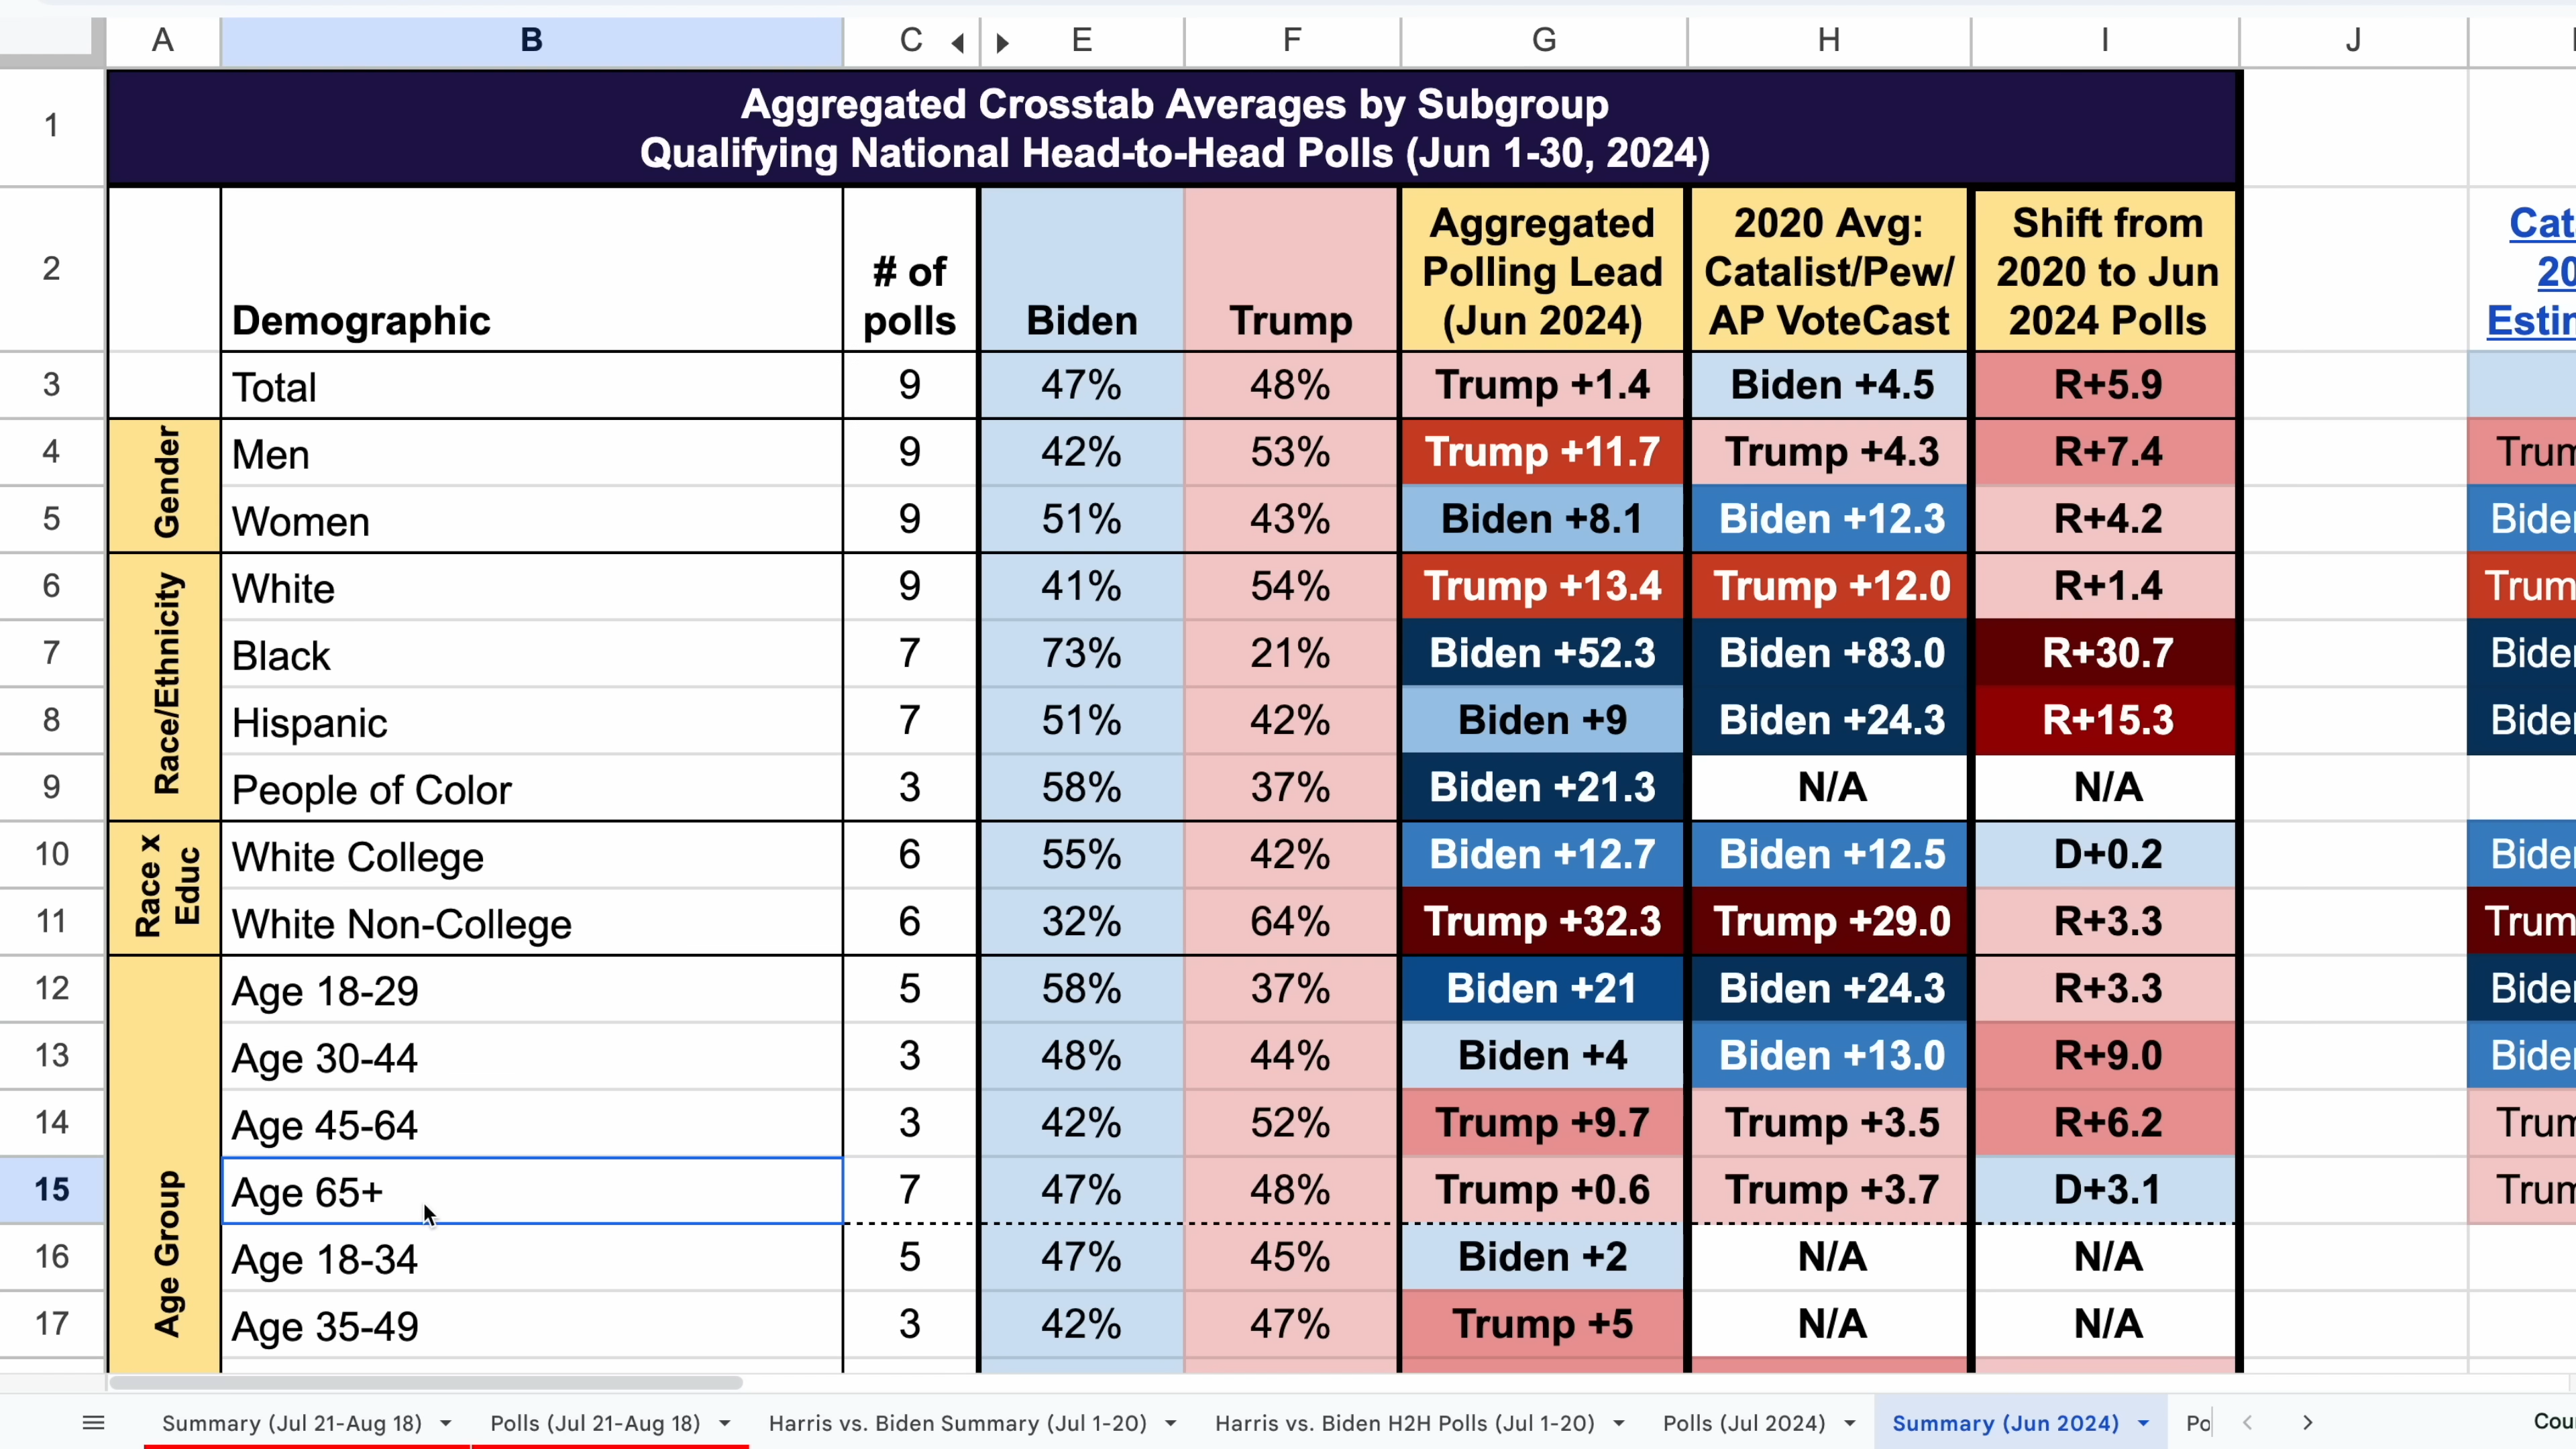 A B C E F G H I J
1 Aggregated Crosstab Averages by Subgroup
Qualifying National Head-to-Head Polls (Jun 1-30, 2024)
2 Demographic # of polls Biden Trump Aggregated Polling Lead (Jun 2024) 2020 Avg: Catalist/Pew/ AP VoteCast Shift from 2020 to Jun 2024 Polls
3 Total 9 47% 48% Trump +1.4 Biden +4.5 R+5.9
Gender
4 Men 9 42% 53% Trump +11.7 Trump +4.3 R+7.4
5 Women 9 51% 43% Biden +8.1 Biden +12.3 R+4.2
Race/Ethnicity
6 White 9 41% 54% Trump +13.4 Trump +12.0 R+1.4
7 Black 7 73% 21% Biden +52.3 Biden +83.0 R+30.7
8 Hispanic 7 51% 42% Biden +9 Biden +24.3 R+15.3
9 People of Color 3 58% 37% Biden +21.3 N/A N/A
Race x Educ
10 White College 6 55% 42% Biden +12.7 Biden +12.5 D+0.2
11 White Non-College 6 32% 64% Trump +32.3 Trump +29.0 R+3.3
Age Group
12 Age 18-29 5 58% 37% Biden +21 Biden +24.3 R+3.3
13 Age 30-44 3 48% 44% Biden +4 Biden +13.0 R+9.0
14 Age 45-64 3 42% 52% Trump +9.7 Trump +3.5 R+6.2
15 Age 65+ 7 47% 48% Trump +0.6 Trump +3.7 D+3.1
16 Age 18-34 5 47% 45% Biden +2 N/A N/A
17 Age 35-49 3 42% 47% Trump +5 N/A N/A
Summary (Jul 21-Aug 18) Polls (Jul 21-Aug 18) Harris vs. Biden Summary (Jul 1-20) Harris vs. Biden H2H Polls (Jul 1-20) Polls (Jul 2024) Summary (Jun 2024)